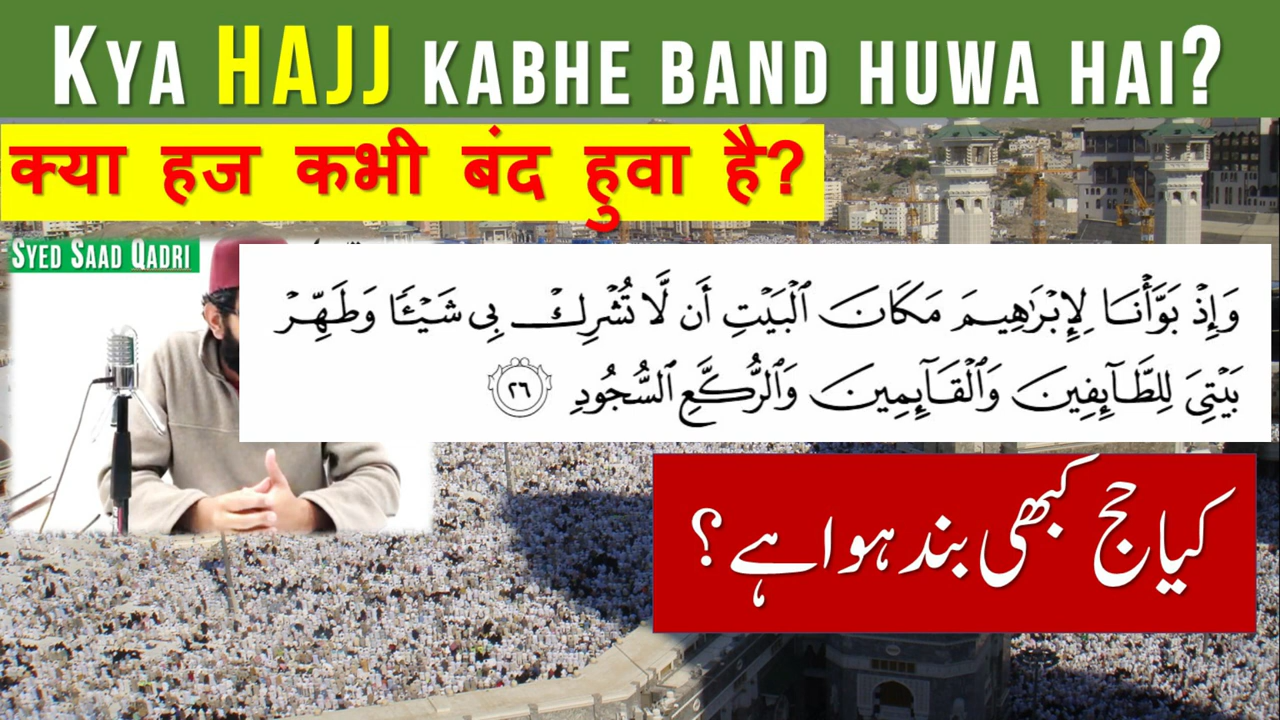 KYA HAJJ KABHE BAND HUWA HAI?
क्या हज कभी बंद हुवा है?
SYED SAAD QADRI
وَإِذْ بَوَّأْنَا لِإِبْرَٰهِيمَ مَكَانَ ٱلْبَيْتِ أَن لَّا تُشْرِكْ بِى شَيْـًٔا وَطَهِّرْ
بَيْتِىَ لِلطَّآئِفِينَ وَٱلْقَآئِمِينَ وَٱلرُّكَّعِ ٱلسُّجُودِ ٢٦
کیا حج کبھی بند ہوا ہے؟